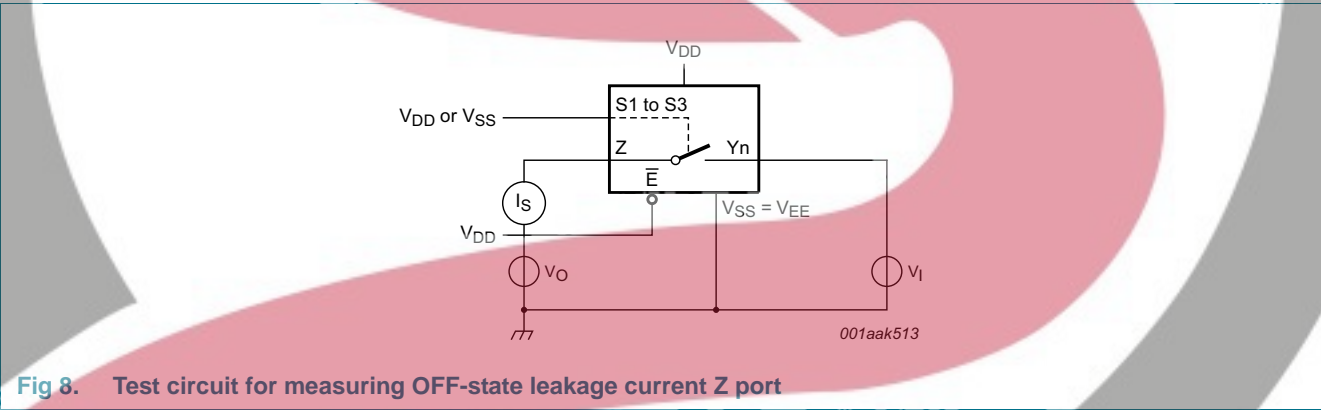 VDD
S1 to S3
VDD or VSS
Z
Yn
E
IS
VSS = VEE
VDD
VO
VI
001aak513
Fig 8. Test circuit for measuring OFF-state leakage current Z port